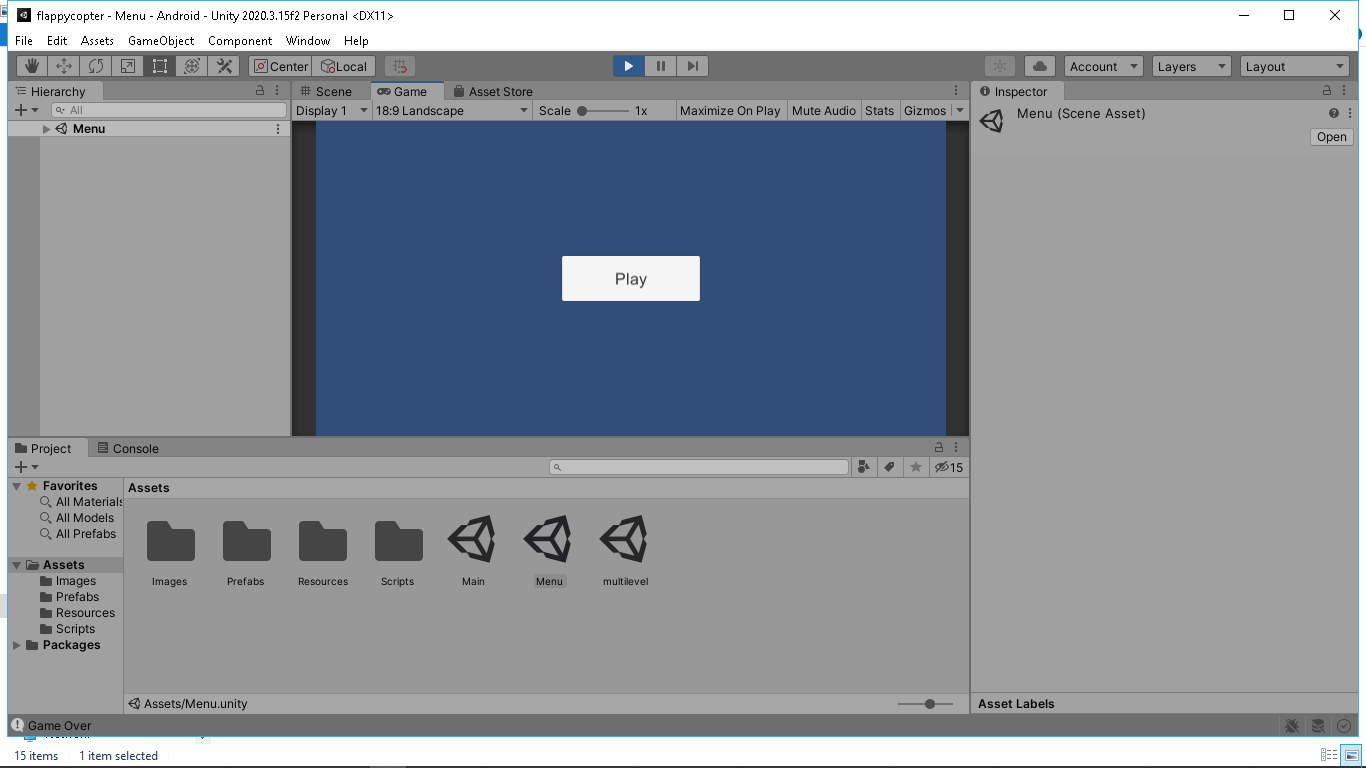 flappycopter - Menu - Android - Unity 2020.3.15f2 Personal <DX11>
File Edit Assets GameObject Component Window Help
Center Local Account Layers Layout
Hierarchy Scene Game Asset Store Inspector
All Display 1 18:9 Landscape Scale 1x Maximize On Play Mute Audio Stats Gizmos Menu (Scene Asset)
Menu
Open
Play
Project Console
15
Favorites Assets
All Materials
All Models
All Prefabs
Assets
Images Images Prefabs Resources Scripts Main Menu multilevel
Prefabs
Resources
Scripts
Packages
Assets/Menu.unity Asset Labels
Game Over
15 items 1 item selected